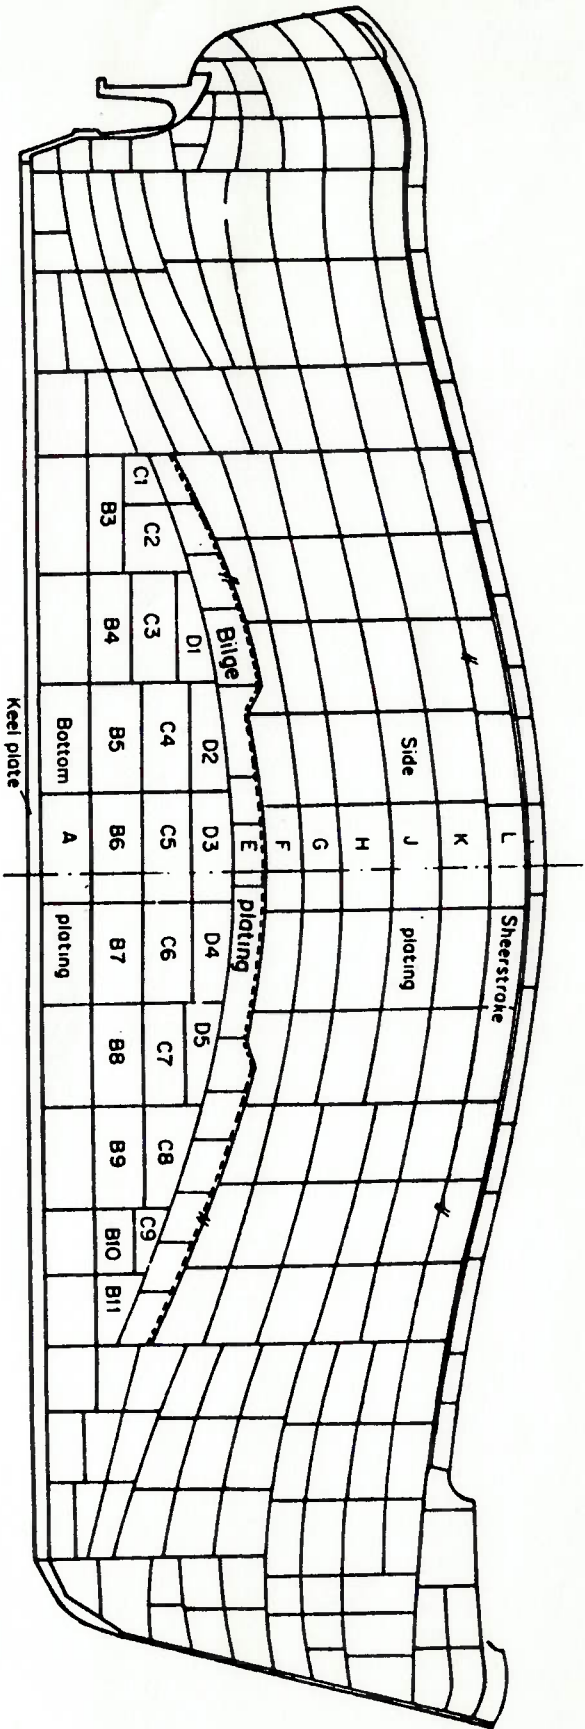 L
Sheerstrake
K
Side
J
plating
H
G
F
Bilge
E
plating
D1
D2
D3
D4
D5
C1
C2
C3
C4
C5
C6
C7
C8
C9
B3
B4
B5
B6
B7
B8
B9
B10
B11
Bottom
A
plating
Keel plate